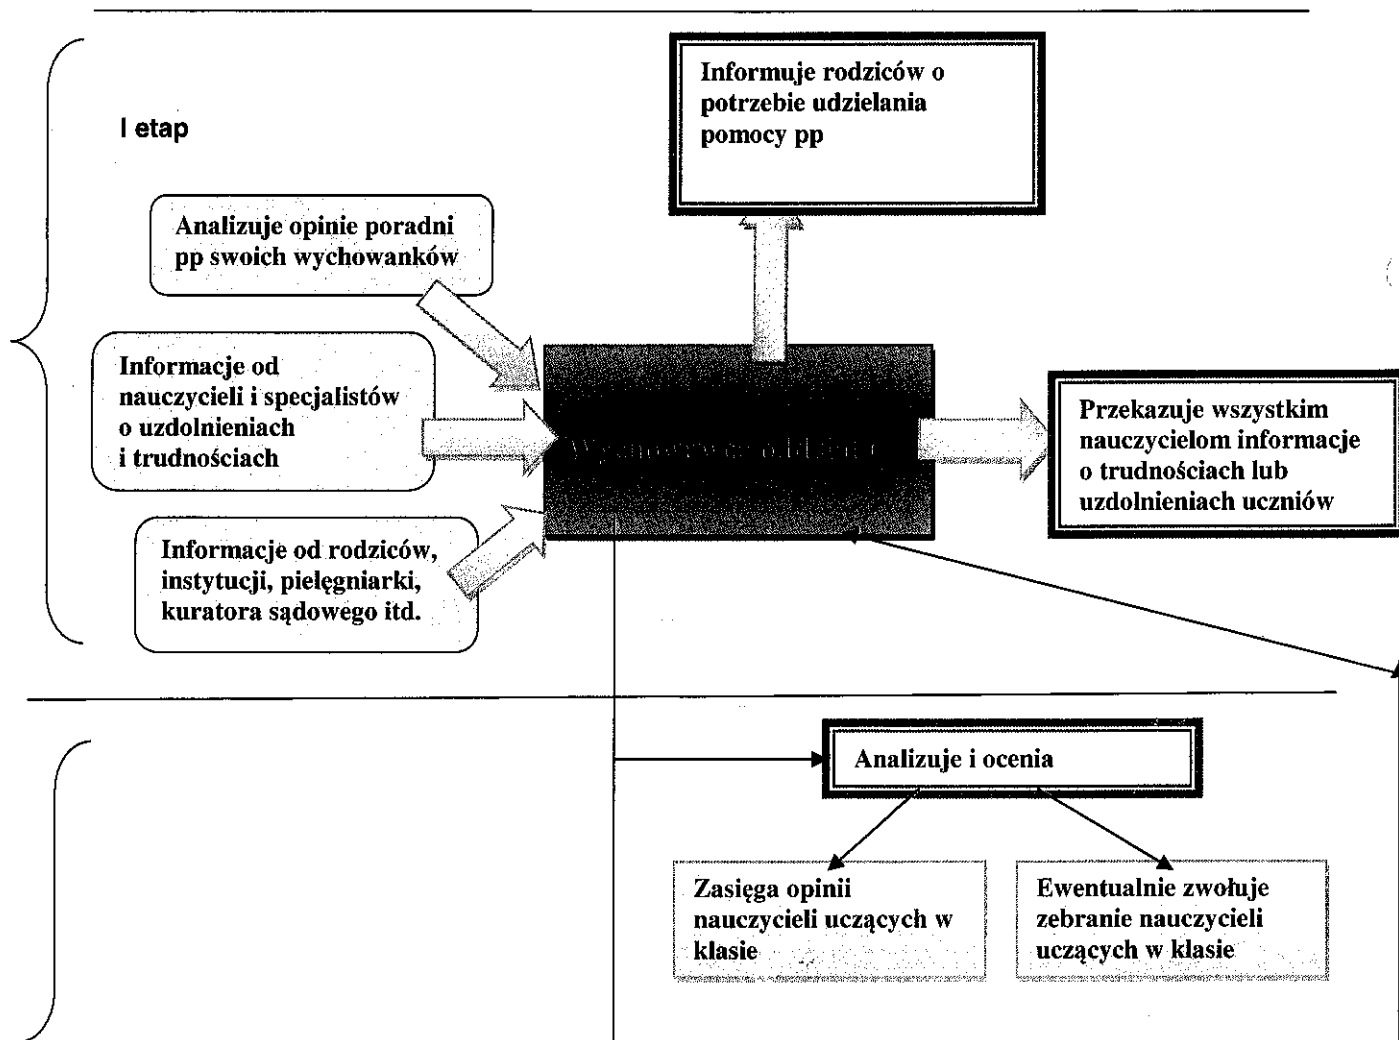 Informuje rodziców o
potrzebie udzielania
pomocy pp
I etap
Analizuje opinie poradni
pp swoich wychowanków
Informacje od
nauczycieli i specjalistów
o uzdolnieniach
i trudnościach
Przekazuje wszystkim
nauczycielom informacje
o trudnościach lub
uzdolnieniach uczniów
Informacje od rodziców,
instytucji, pielęgniarki,
kuratora sądowego itd.
Analizuje i ocenia
Zasięga opinii
nauczycieli uczących w
klasie
Ewentualnie zwołuje
zebranie nauczycieli
uczących w klasie